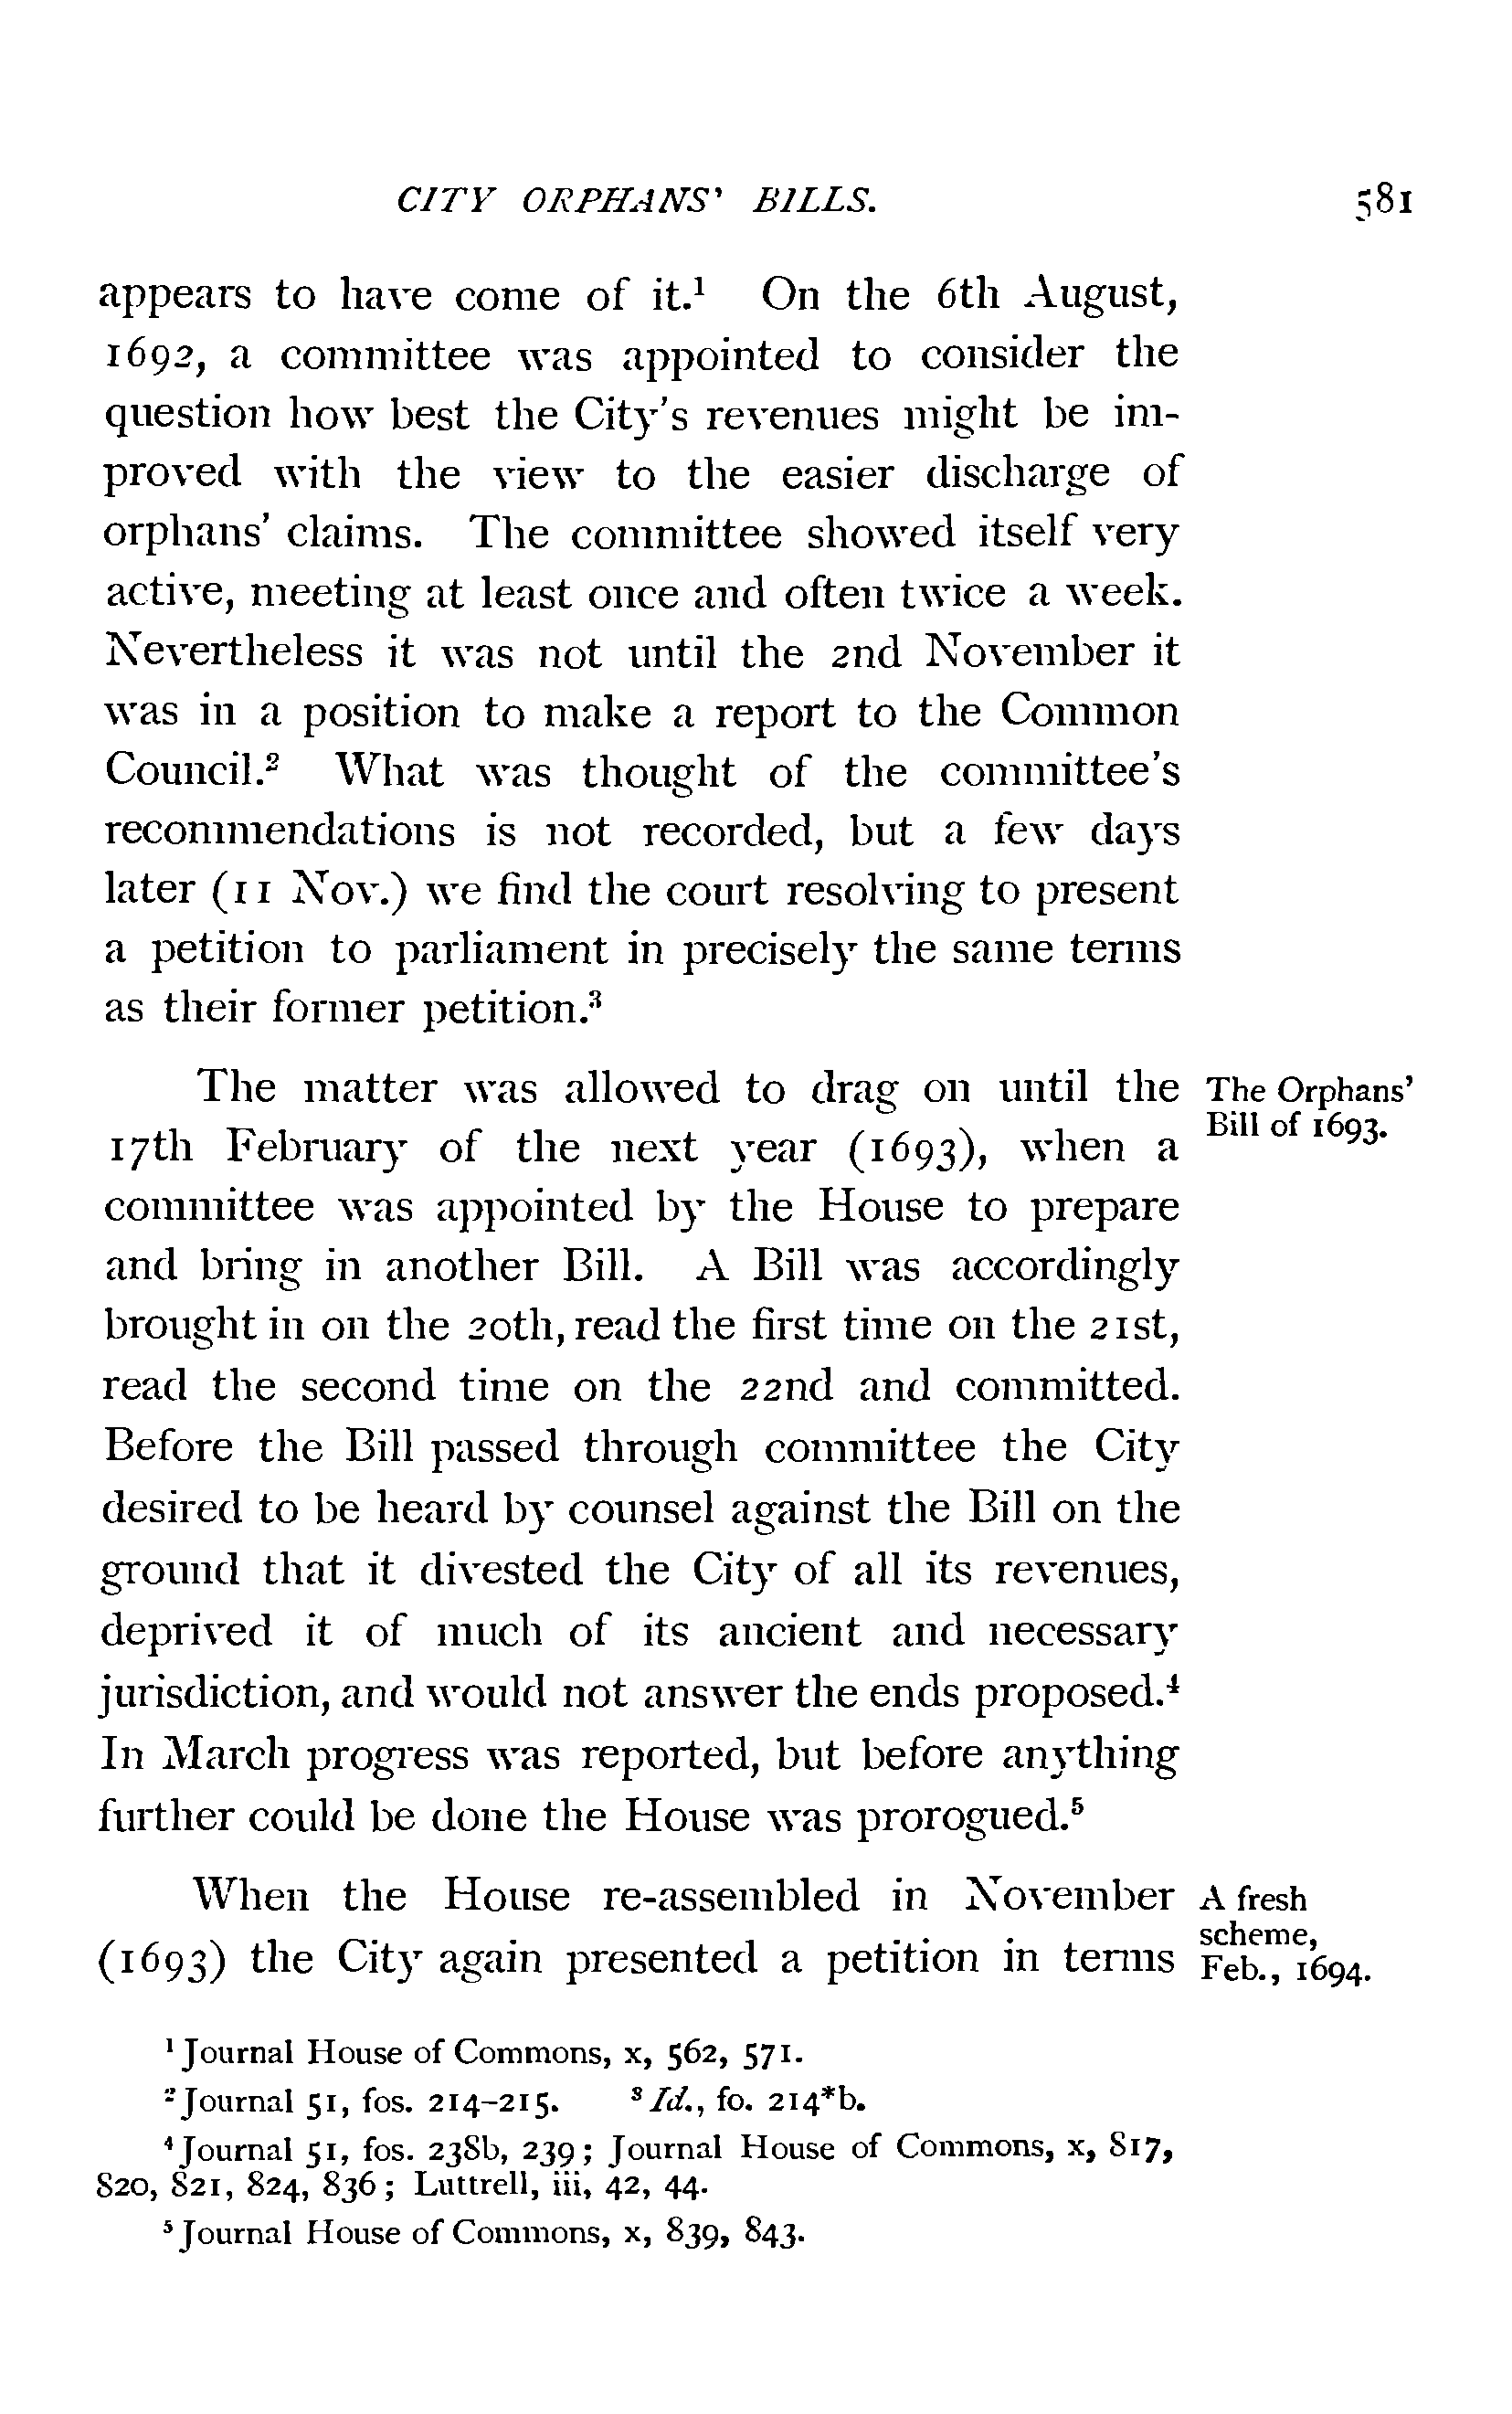 CITY ORPHANS' BILLS. 581
appears to have come of it.¹ On the 6th August,
1692, a committee was appointed to consider the
question how best the City's revenues might be im-
proved with the view to the easier discharge of
orphans' claims. The committee showed itself very
active, meeting at least once and often twice a week.
Nevertheless it was not until the 2nd November it
was in a position to make a report to the Common
Council.² What was thought of the committee's
recommendations is not recorded, but a few days
later (11 Nov.) we find the court resolving to present
a petition to parliament in precisely the same terms
as their former petition.³
The matter was allowed to drag on until the
17th February of the next year (1693), when a
committee was appointed by the House to prepare
and bring in another Bill. A Bill was accordingly
brought in on the 20th, read the first time on the 21st,
read the second time on the 22nd and committed.
Before the Bill passed through committee the City
desired to be heard by counsel against the Bill on the
ground that it divested the City of all its revenues,
deprived it of much of its ancient and necessary
jurisdiction, and would not answer the ends proposed.⁴
In March progress was reported, but before anything
further could be done the House was prorogued.⁵
The Orphans'
Bill of 1693.
When the House re-assembled in November
(1693) the City again presented a petition in terms
A fresh
scheme,
Feb., 1694.
¹ Journal House of Commons, x, 562, 571.
² Journal 51, fos. 214-215. ³ Id., fo. 214*b.
⁴ Journal 51, fos. 238b, 239; Journal House of Commons, x, 817,
820, 821, 824, 836; Luttrell, iii, 42, 44.
⁵ Journal House of Commons, x, 839, 843.